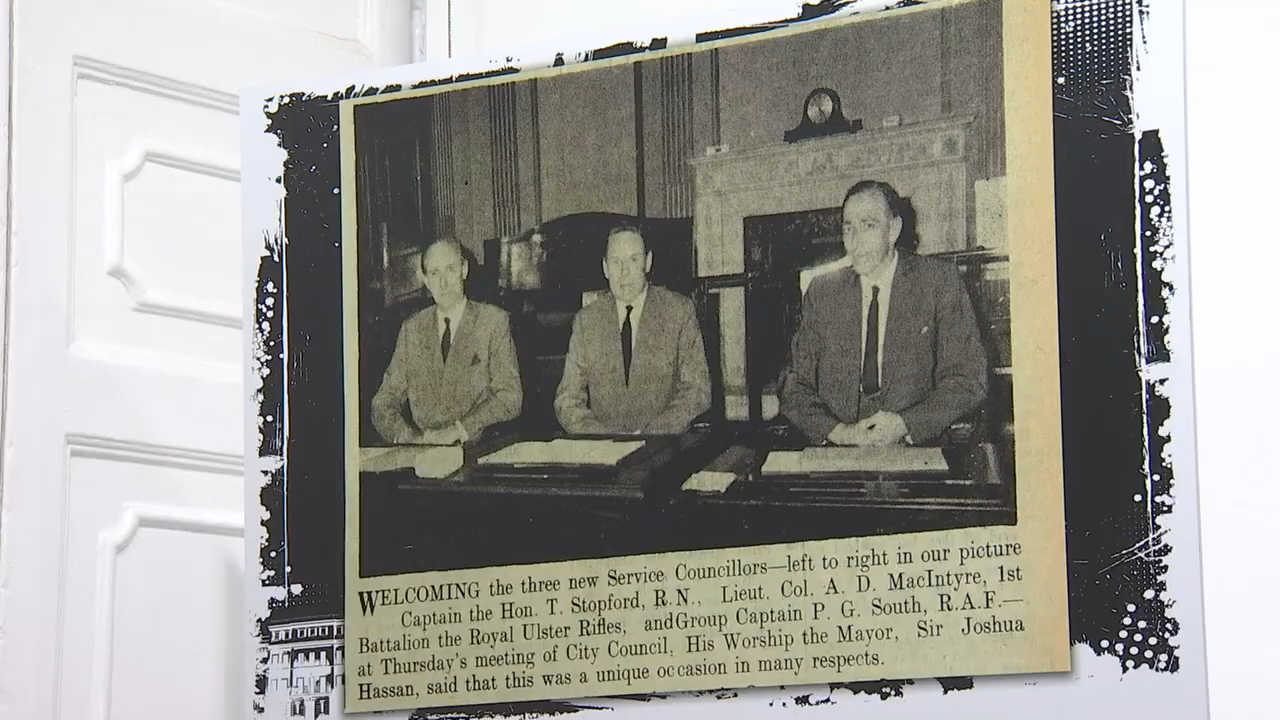 WELCOMING the three new Service Councillors—left to right in our picture
Captain the Hon. T. Stopford, R.N., Lieut. Col. A. D. MacIntyre, 1st
Battalion the Royal Ulster Rifles, andGroup Captain P. G. South, R.A.F.—
at Thursday's meeting of City Council, His Worship the Mayor, Sir Joshua
Hassan, said that this was a unique occasion in many respects.